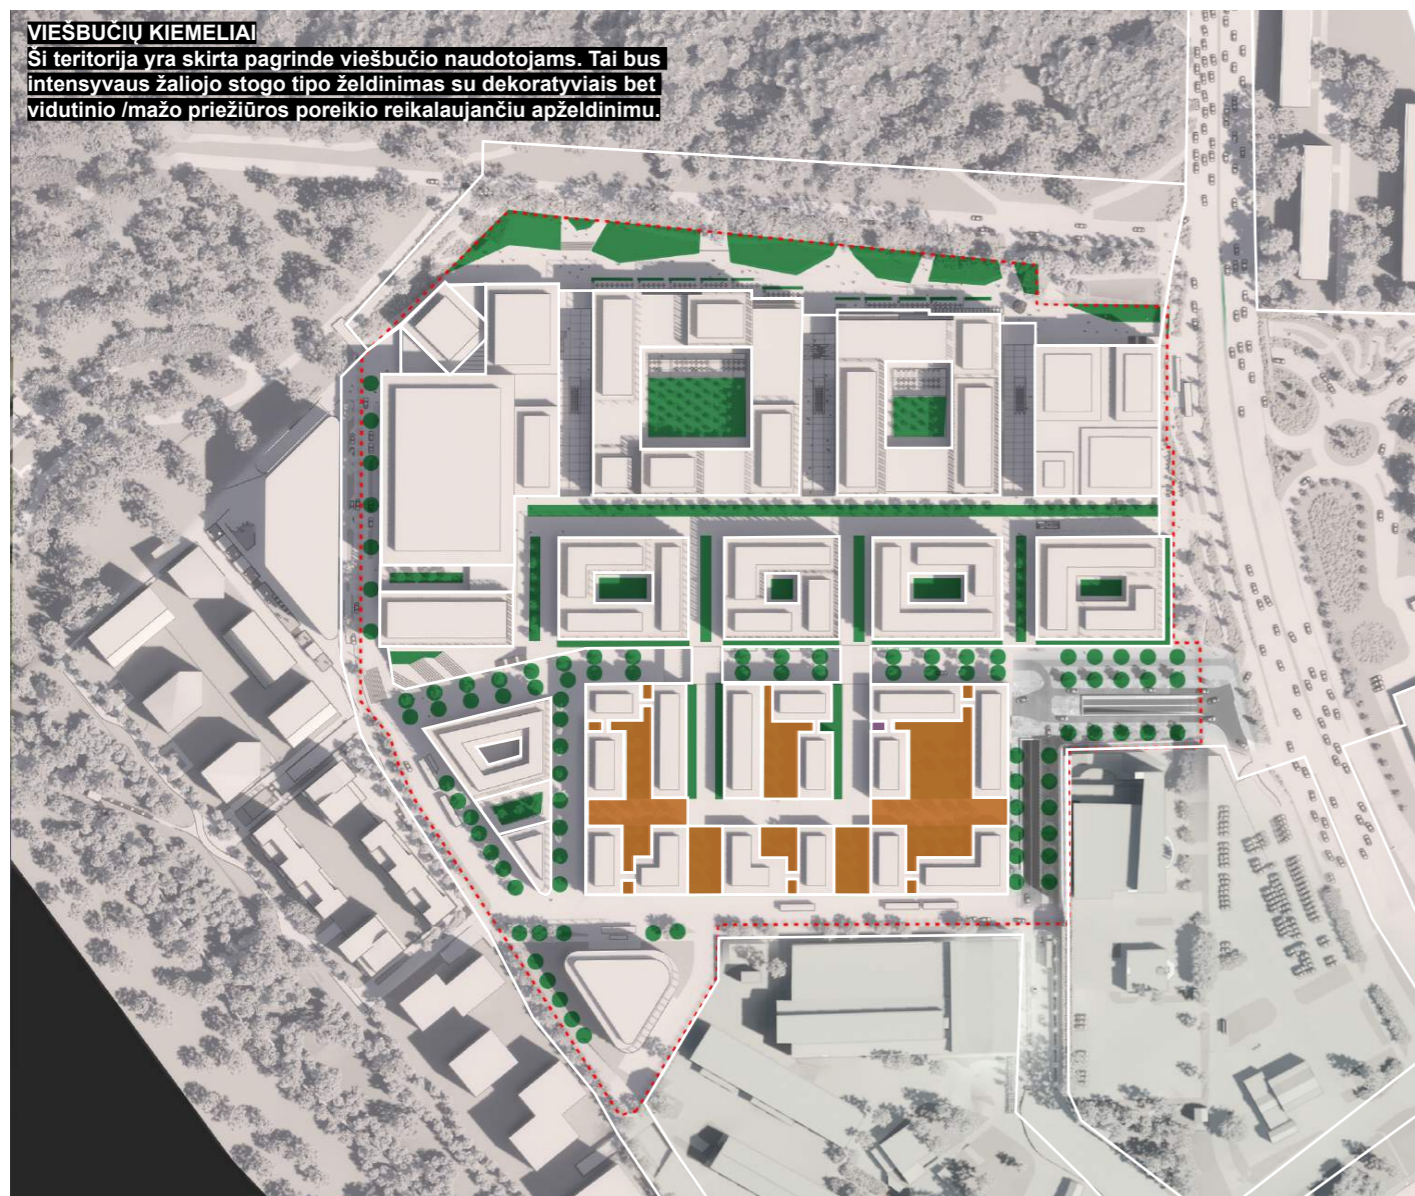 VIEŠBUČIŲ KIEMELIAI
Ši teritorija yra skirta pagrinde viešbučio naudotojams. Tai bus
intensyvaus žaliojo stogo tipo želdinimas su dekoratyviais bet
vidutinio /mažo priežiūros poreikio reikalaujančiu apželdinimu.